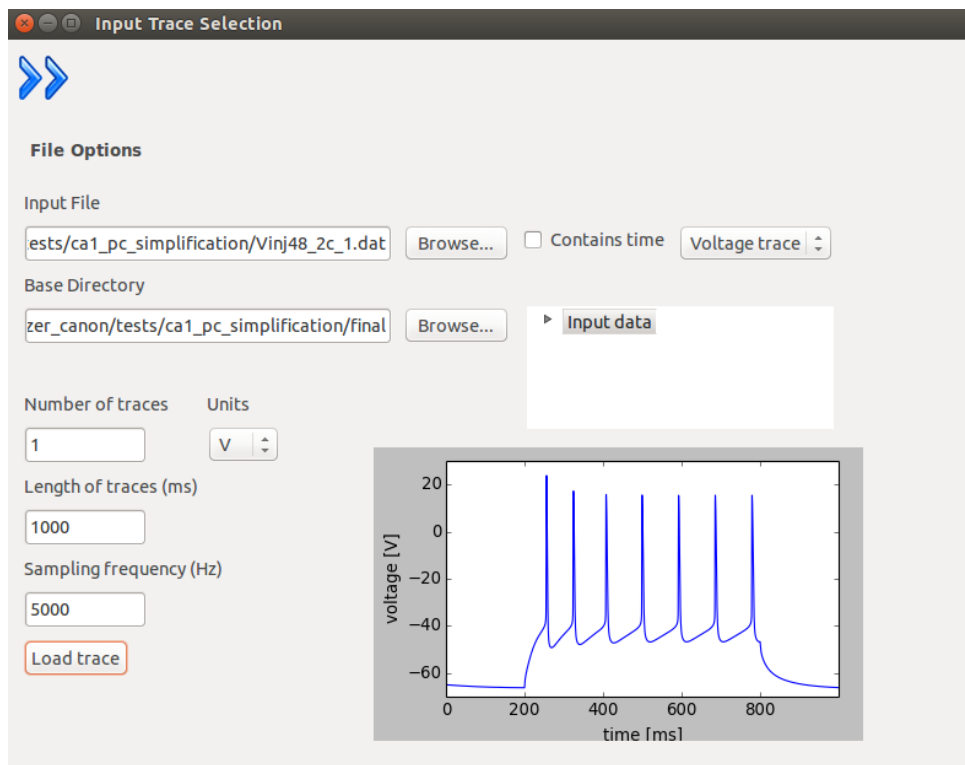 Input Trace Selection
File Options
Input File
:ests/ca1_pc_simplification/Vinj48_2c_1.dat Browse... Contains time Voltage trace
Base Directory
zer_canon/tests/ca1_pc_simplification/final Browse... Input data
Number of traces Units
1 V
Length of traces (ms)
1000
Sampling frequency (Hz)
5000
Load trace
20
0
−20
−40
−60
voltage [V]
0 200 400 600 800
time [ms]